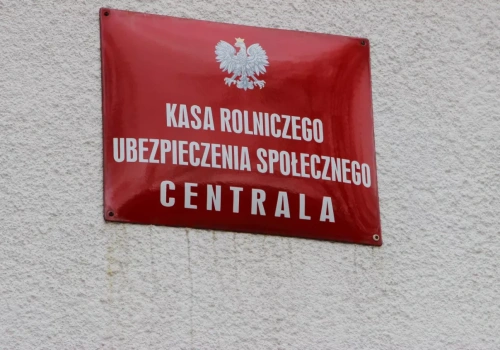 KASA ROLNICZEGO
UBEZPIECZENIA SPOŁECZNEGO
CENTRALA